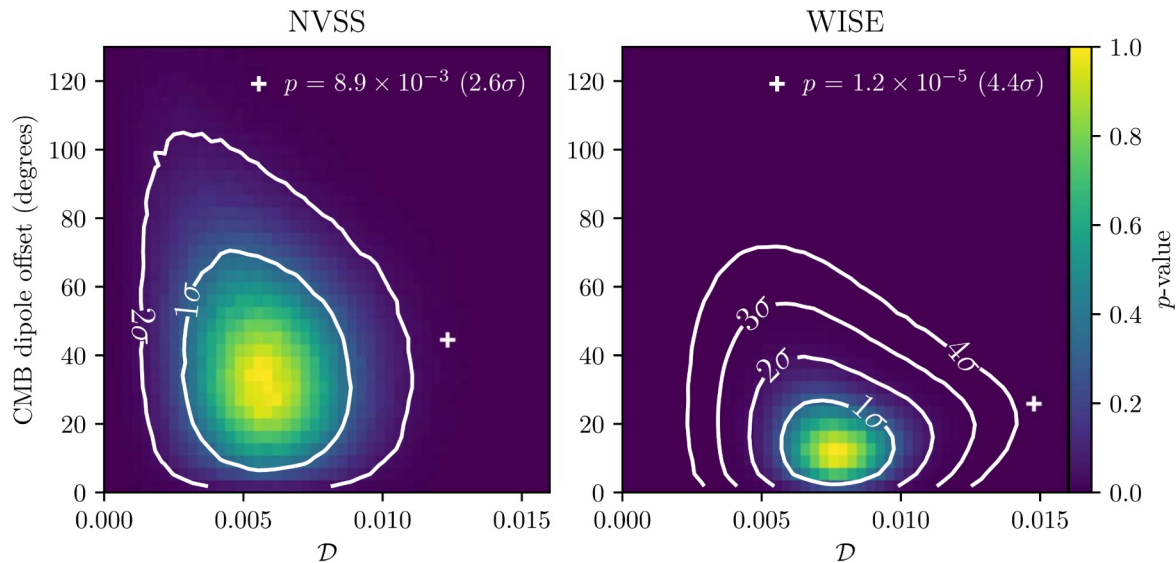 NVSS
WISE
+ p = 8.9 × 10⁻³ (2.6σ)
+ p = 1.2 × 10⁻⁵ (4.4σ)
CMB dipole offset (degrees)
120
100
80
60
40
20
0
0.000 0.005 0.010 0.015
𝒟
1σ
2σ
120
100
80
60
40
20
0
0.000 0.005 0.010 0.015
𝒟
1σ
2σ
3σ
4σ
1.0
0.8
0.6
0.4
0.2
0.0
p-value